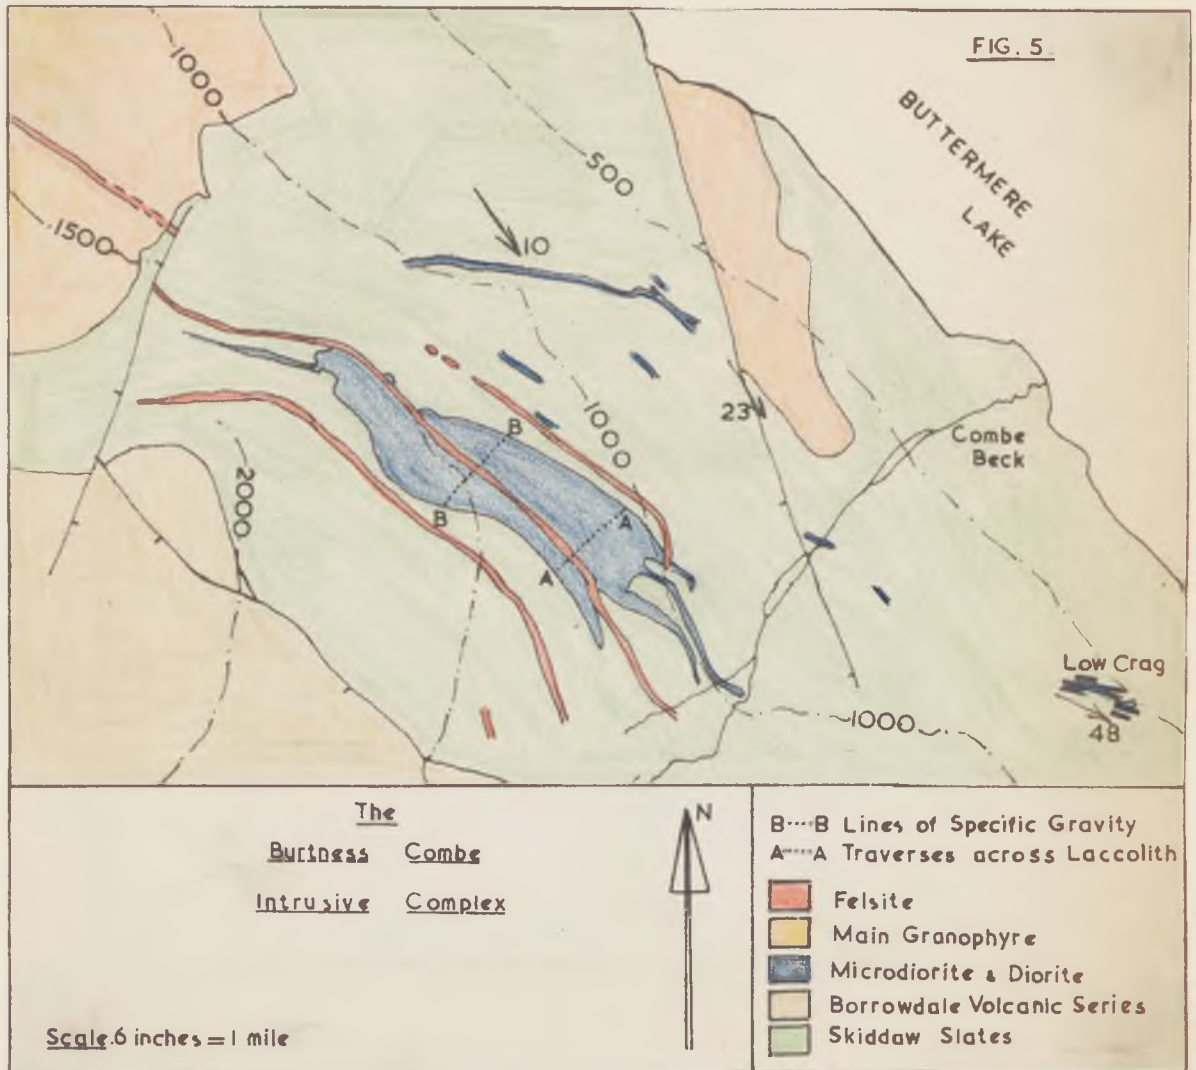 FIG. 5
BUTTERMERE
LAKE
1000
500
1500
10
1000
23
Combe
Beck
B
B
A
A
2000
Low Crag
1000
48
The
Burtness Combe
Intrusive Complex
Scale.6 inches = 1 mile
N
B----B Lines of Specific Gravity
A----A Traverses across Laccolith
Felsite
Main Granophyre
Microdiorite & Diorite
Borrowdale Volcanic Series
Skiddaw Slates